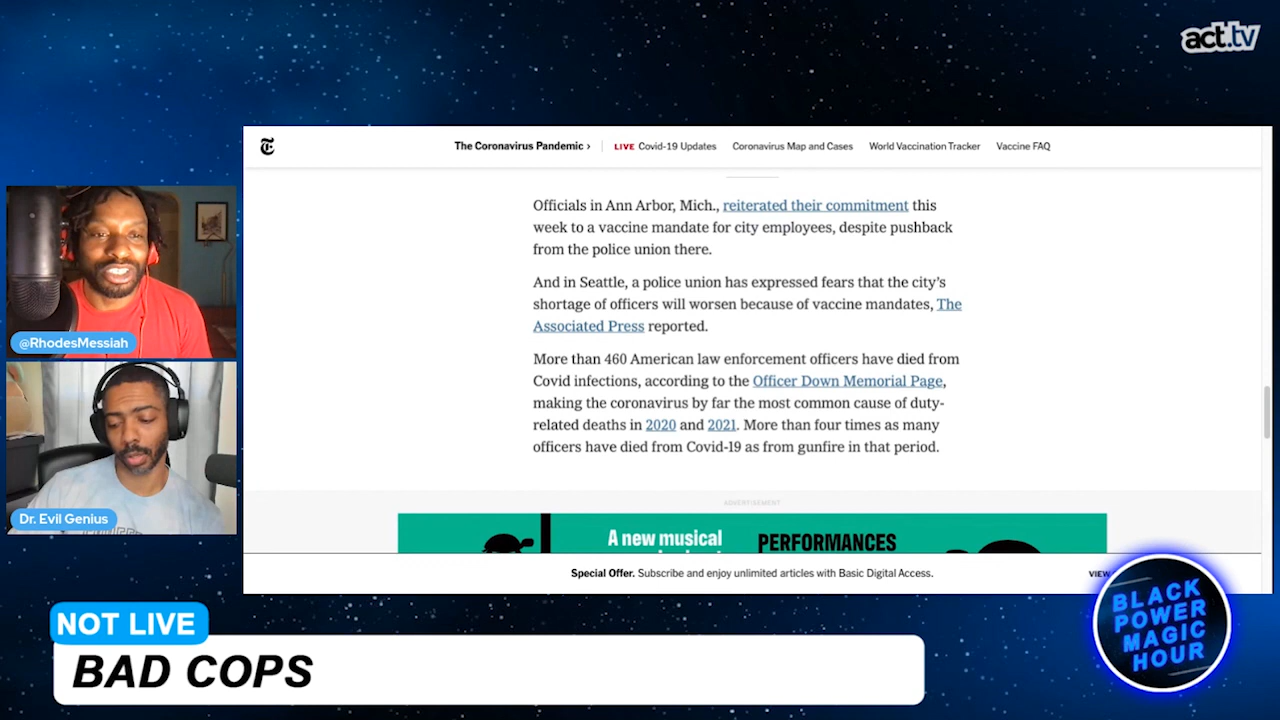 act.tv
The Coronavirus Pandemic ›
LIVE Covid-19 Updates
Coronavirus Map and Cases
World Vaccination Tracker
Vaccine FAQ
Officials in Ann Arbor, Mich., reiterated their commitment this
week to a vaccine mandate for city employees, despite pushback
from the police union there.
And in Seattle, a police union has expressed fears that the city's
shortage of officers will worsen because of vaccine mandates, The
Associated Press reported.
More than 460 American law enforcement officers have died from
Covid infections, according to the Officer Down Memorial Page,
making the coronavirus by far the most common cause of duty-
related deaths in 2020 and 2021. More than four times as many
officers have died from Covid-19 as from gunfire in that period.
ADVERTISEMENT
A new musical
PERFORMANCES
Special Offer. Subscribe and enjoy unlimited articles with Basic Digital Access.
VIEW
@RhodesMessiah
Dr. Evil Genius
NOT LIVE
BAD COPS
BLACK
POWER
MAGIC
HOUR